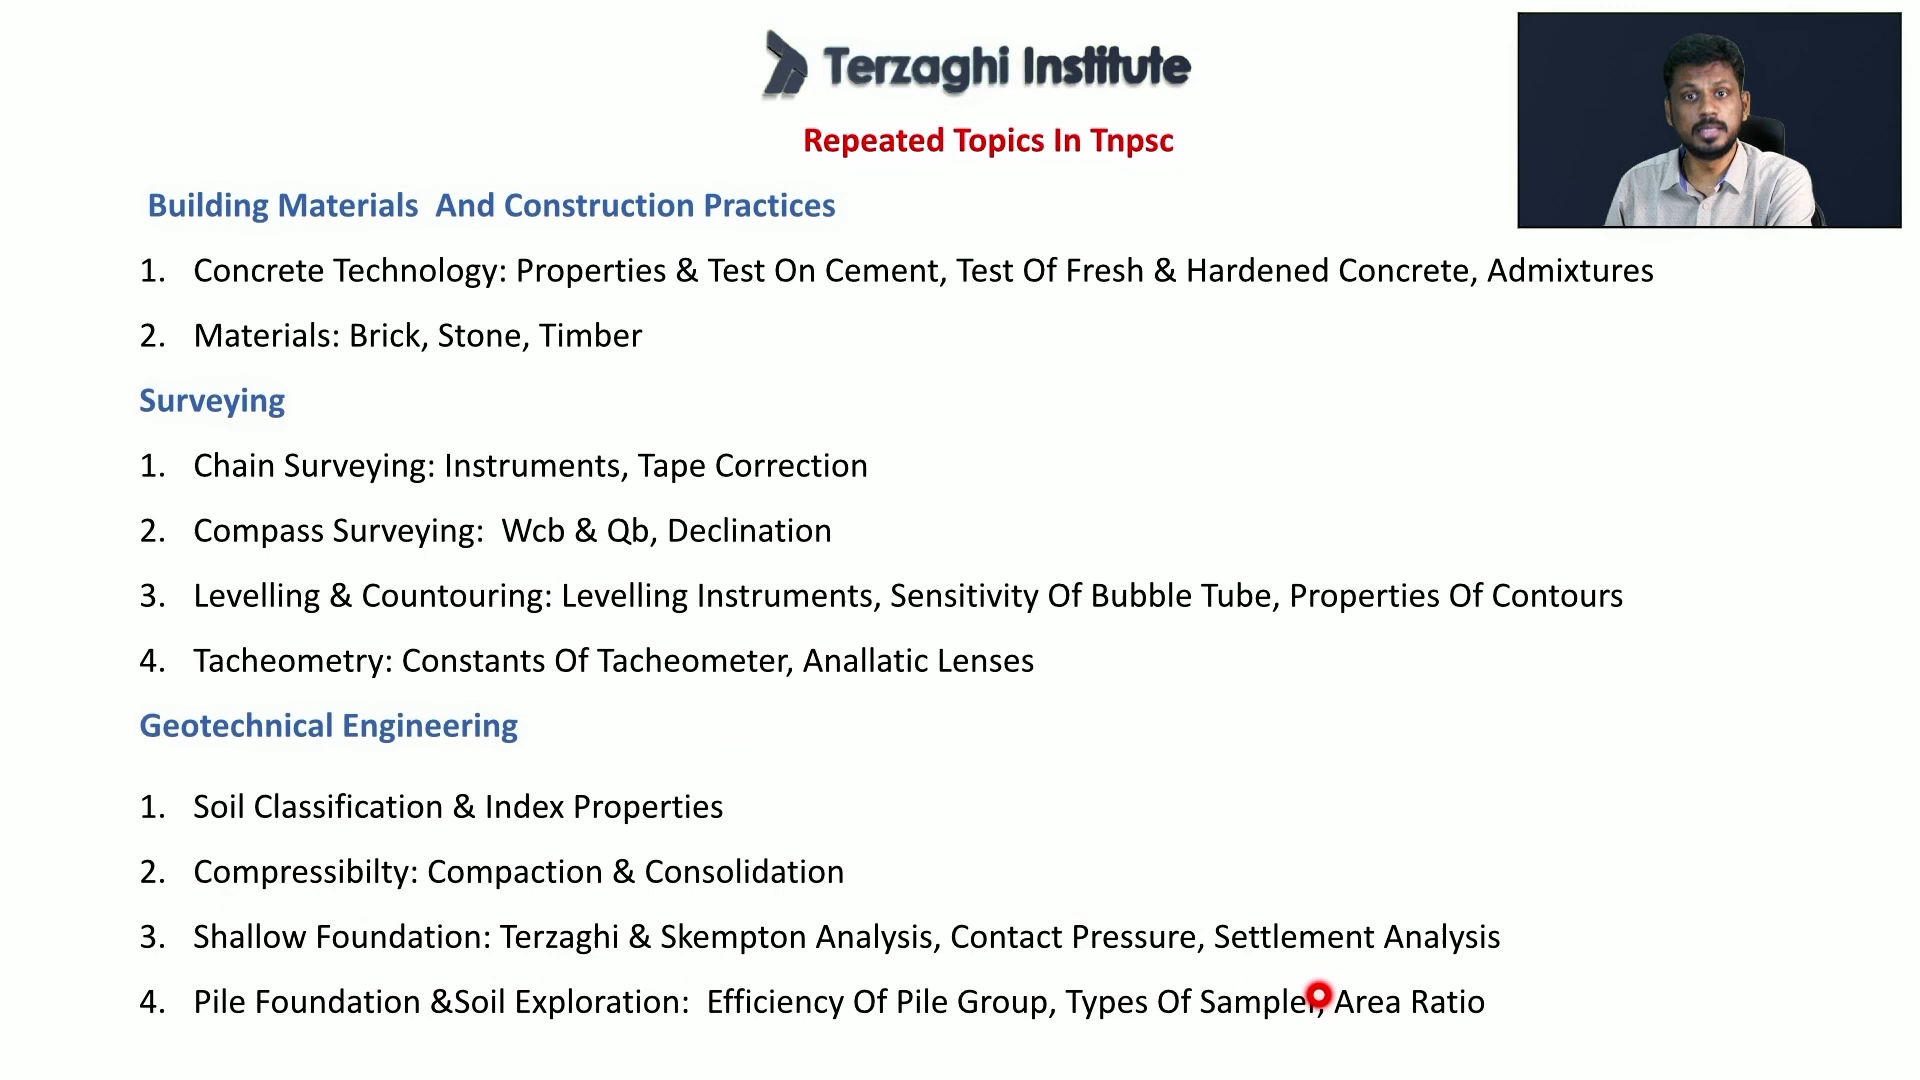 Terzaghi Institute
Repeated Topics In Tnpsc
Building Materials And Construction Practices
1. Concrete Technology: Properties & Test On Cement, Test Of Fresh & Hardened Concrete, Admixtures
2. Materials: Brick, Stone, Timber
Surveying
1. Chain Surveying: Instruments, Tape Correction
2. Compass Surveying: Wcb & Qb, Declination
3. Levelling & Countouring: Levelling Instruments, Sensitivity Of Bubble Tube, Properties Of Contours
4. Tacheometry: Constants Of Tacheometer, Anallatic Lenses
Geotechnical Engineering
1. Soil Classification & Index Properties
2. Compressibilty: Compaction & Consolidation
3. Shallow Foundation: Terzaghi & Skempton Analysis, Contact Pressure, Settlement Analysis
4. Pile Foundation &Soil Exploration: Efficiency Of Pile Group, Types Of Sampler, Area Ratio